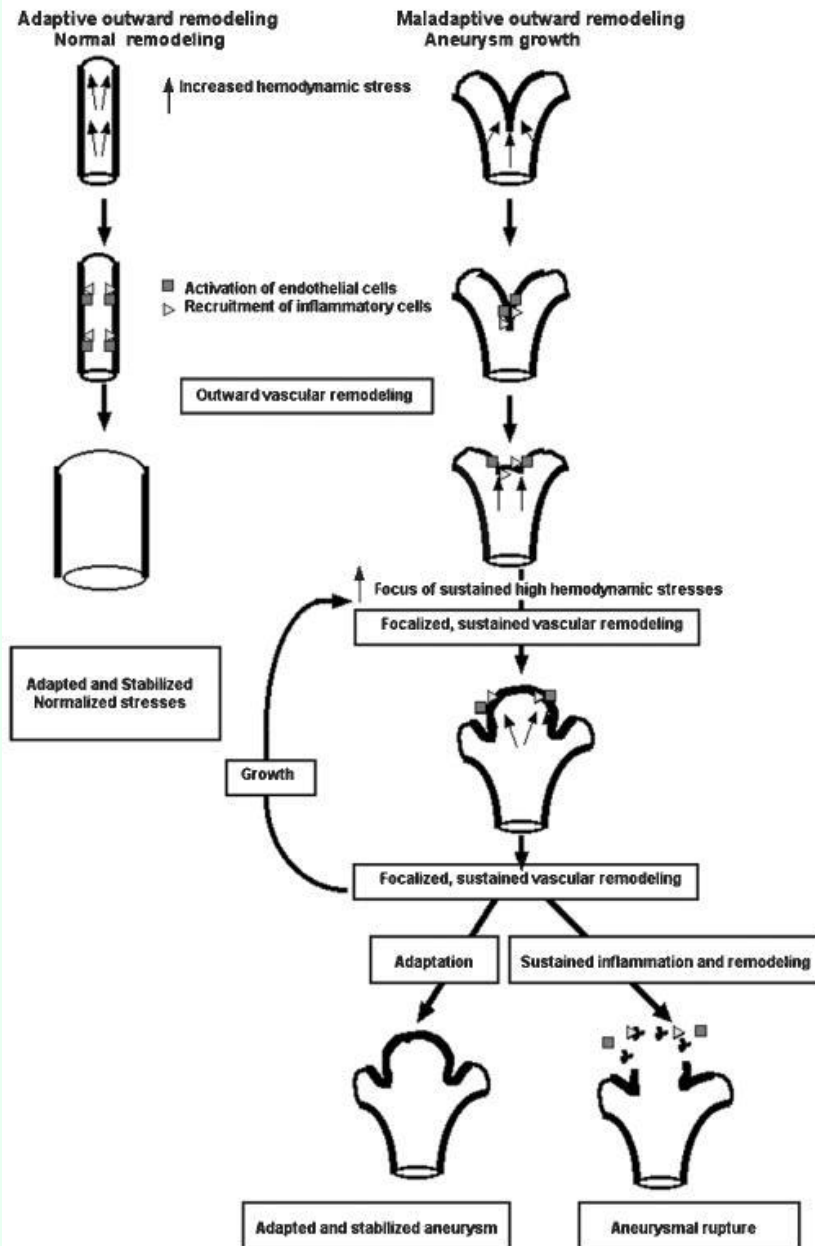 Adaptive outward remodeling
Normal remodeling
Maladaptive outward remodeling
Aneurysm growth
Increased hemodynamic stress
Activation of endothelial cells
Recruitment of inflammatory cells
Outward vascular remodeling
Focus of sustained high hemodynamic stresses
Focalized, sustained vascular remodeling
Adapted and Stabilized
Normalized stresses
Growth
Focalized, sustained vascular remodeling
Adaptation
Sustained inflammation and remodeling
Adapted and stabilized aneurysm
Aneurysmal rupture